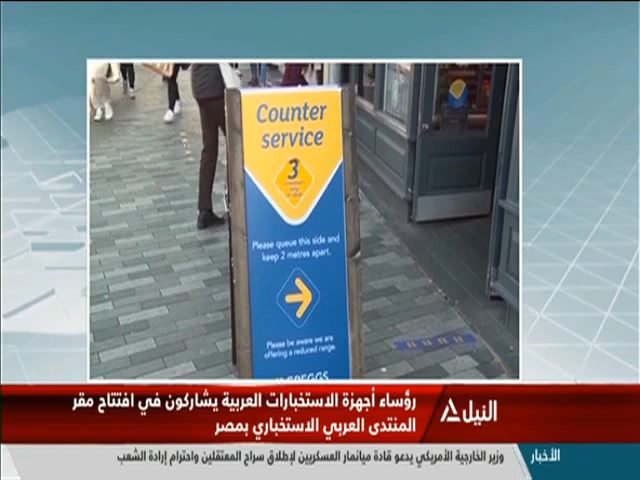 Counter
service
3
Please queue this side and
keep 2 metres apart.
Please be aware we are
offering a reduced range.
GREGGS
رؤساء أجهزة الاستخبارات العربية يشاركون في افتتاح مقر
المنتدى العربي الاستخباري بمصر
النيل
وزير الخارجية الأمريكي يدعو قادة ميانمار العسكريين لإطلاق سراح المعتقلين واحترام إرادة الشعب
الأخبار